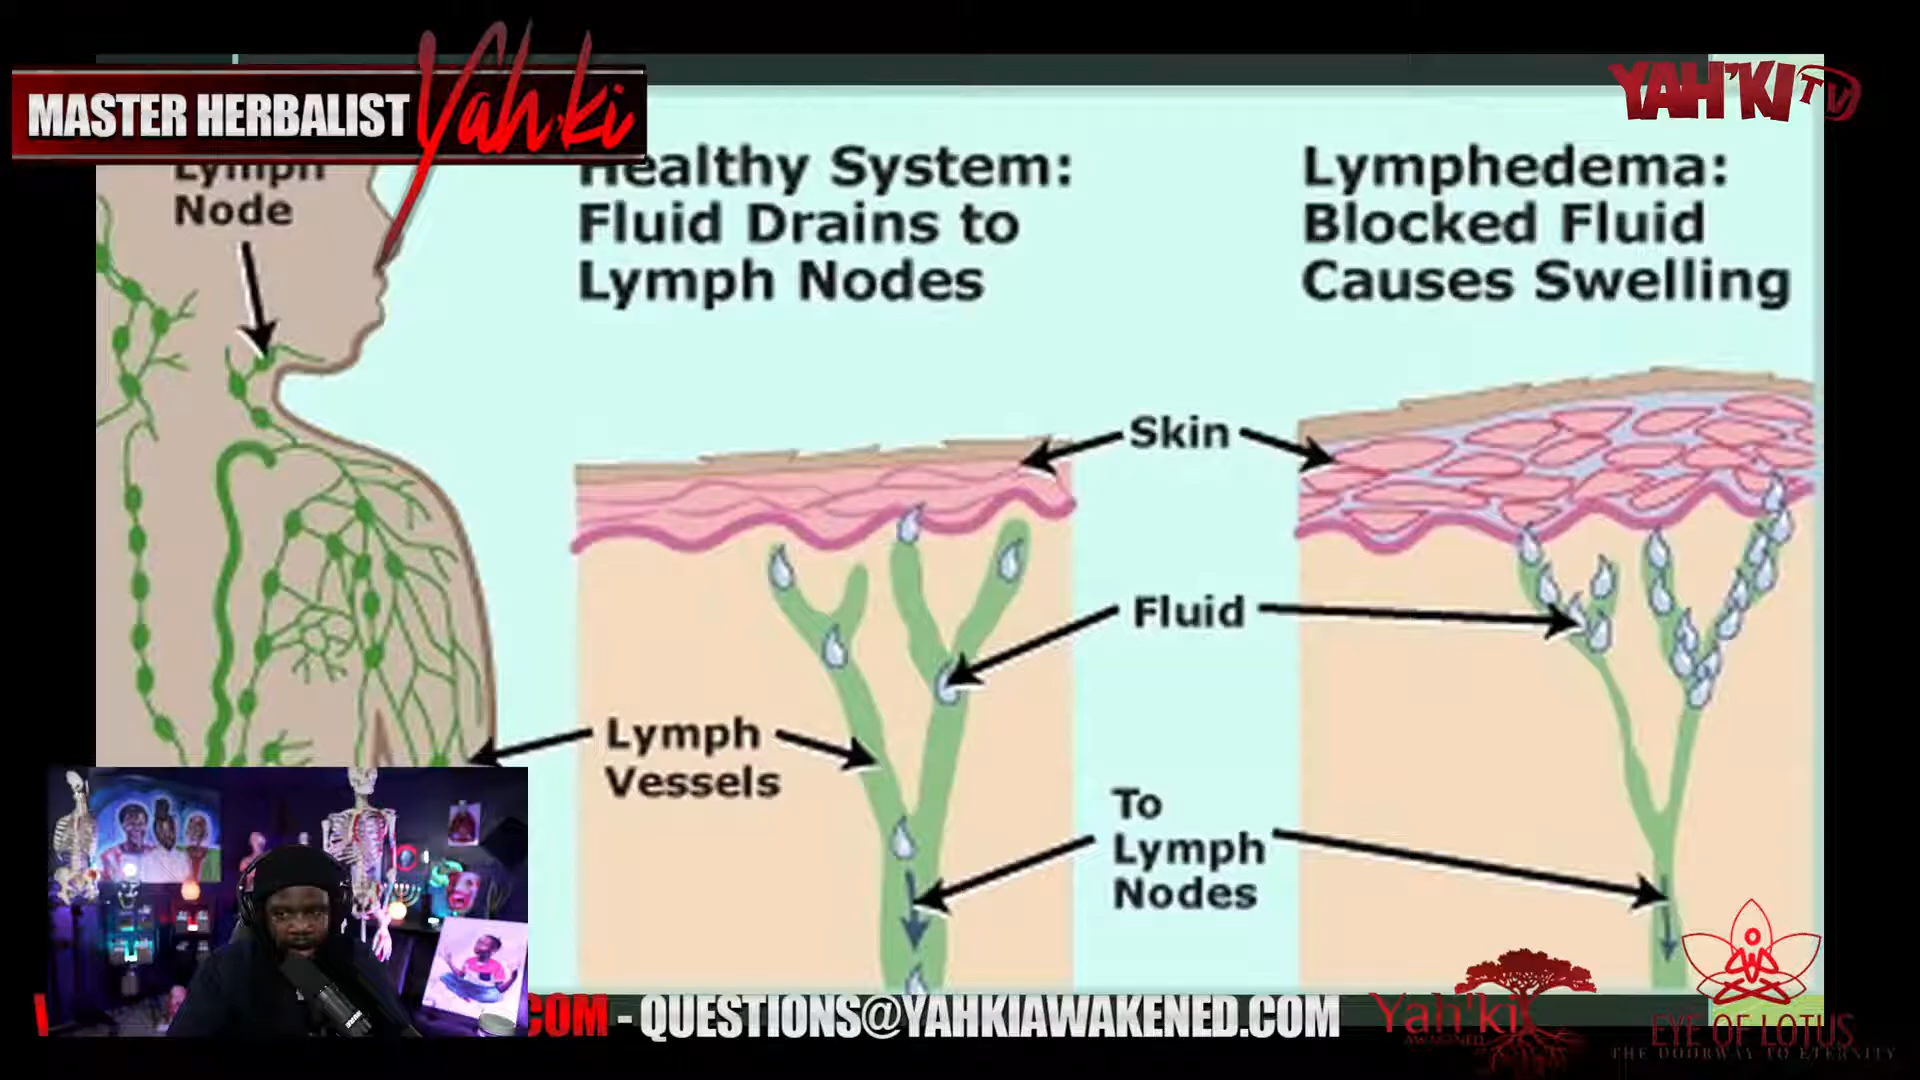 MASTER HERBALIST
Yah'ki
YAH'KI TV
Lymph
Node
Healthy System:
Fluid Drains to
Lymph Nodes
Lymphedema:
Blocked Fluid
Causes Swelling
Skin
Fluid
Lymph
Vessels
To
Lymph
Nodes
COM - QUESTIONS@YAHKIAWAKENED.COM
Yah'ki
AWAKENED
EYE OF LOTUS
THE DOORWAY TO ETERNITY